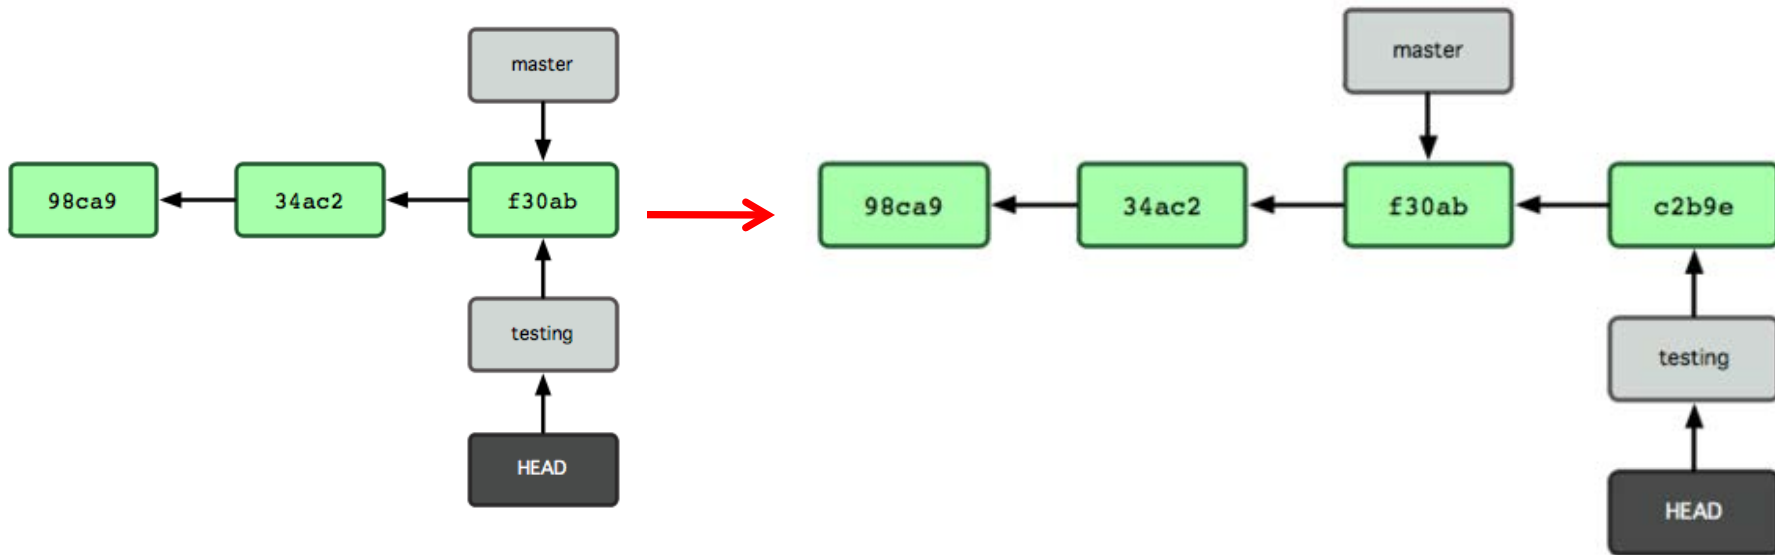 master
98ca9
34ac2
f30ab
testing
HEAD
master
98ca9
34ac2
f30ab
c2b9e
testing
HEAD